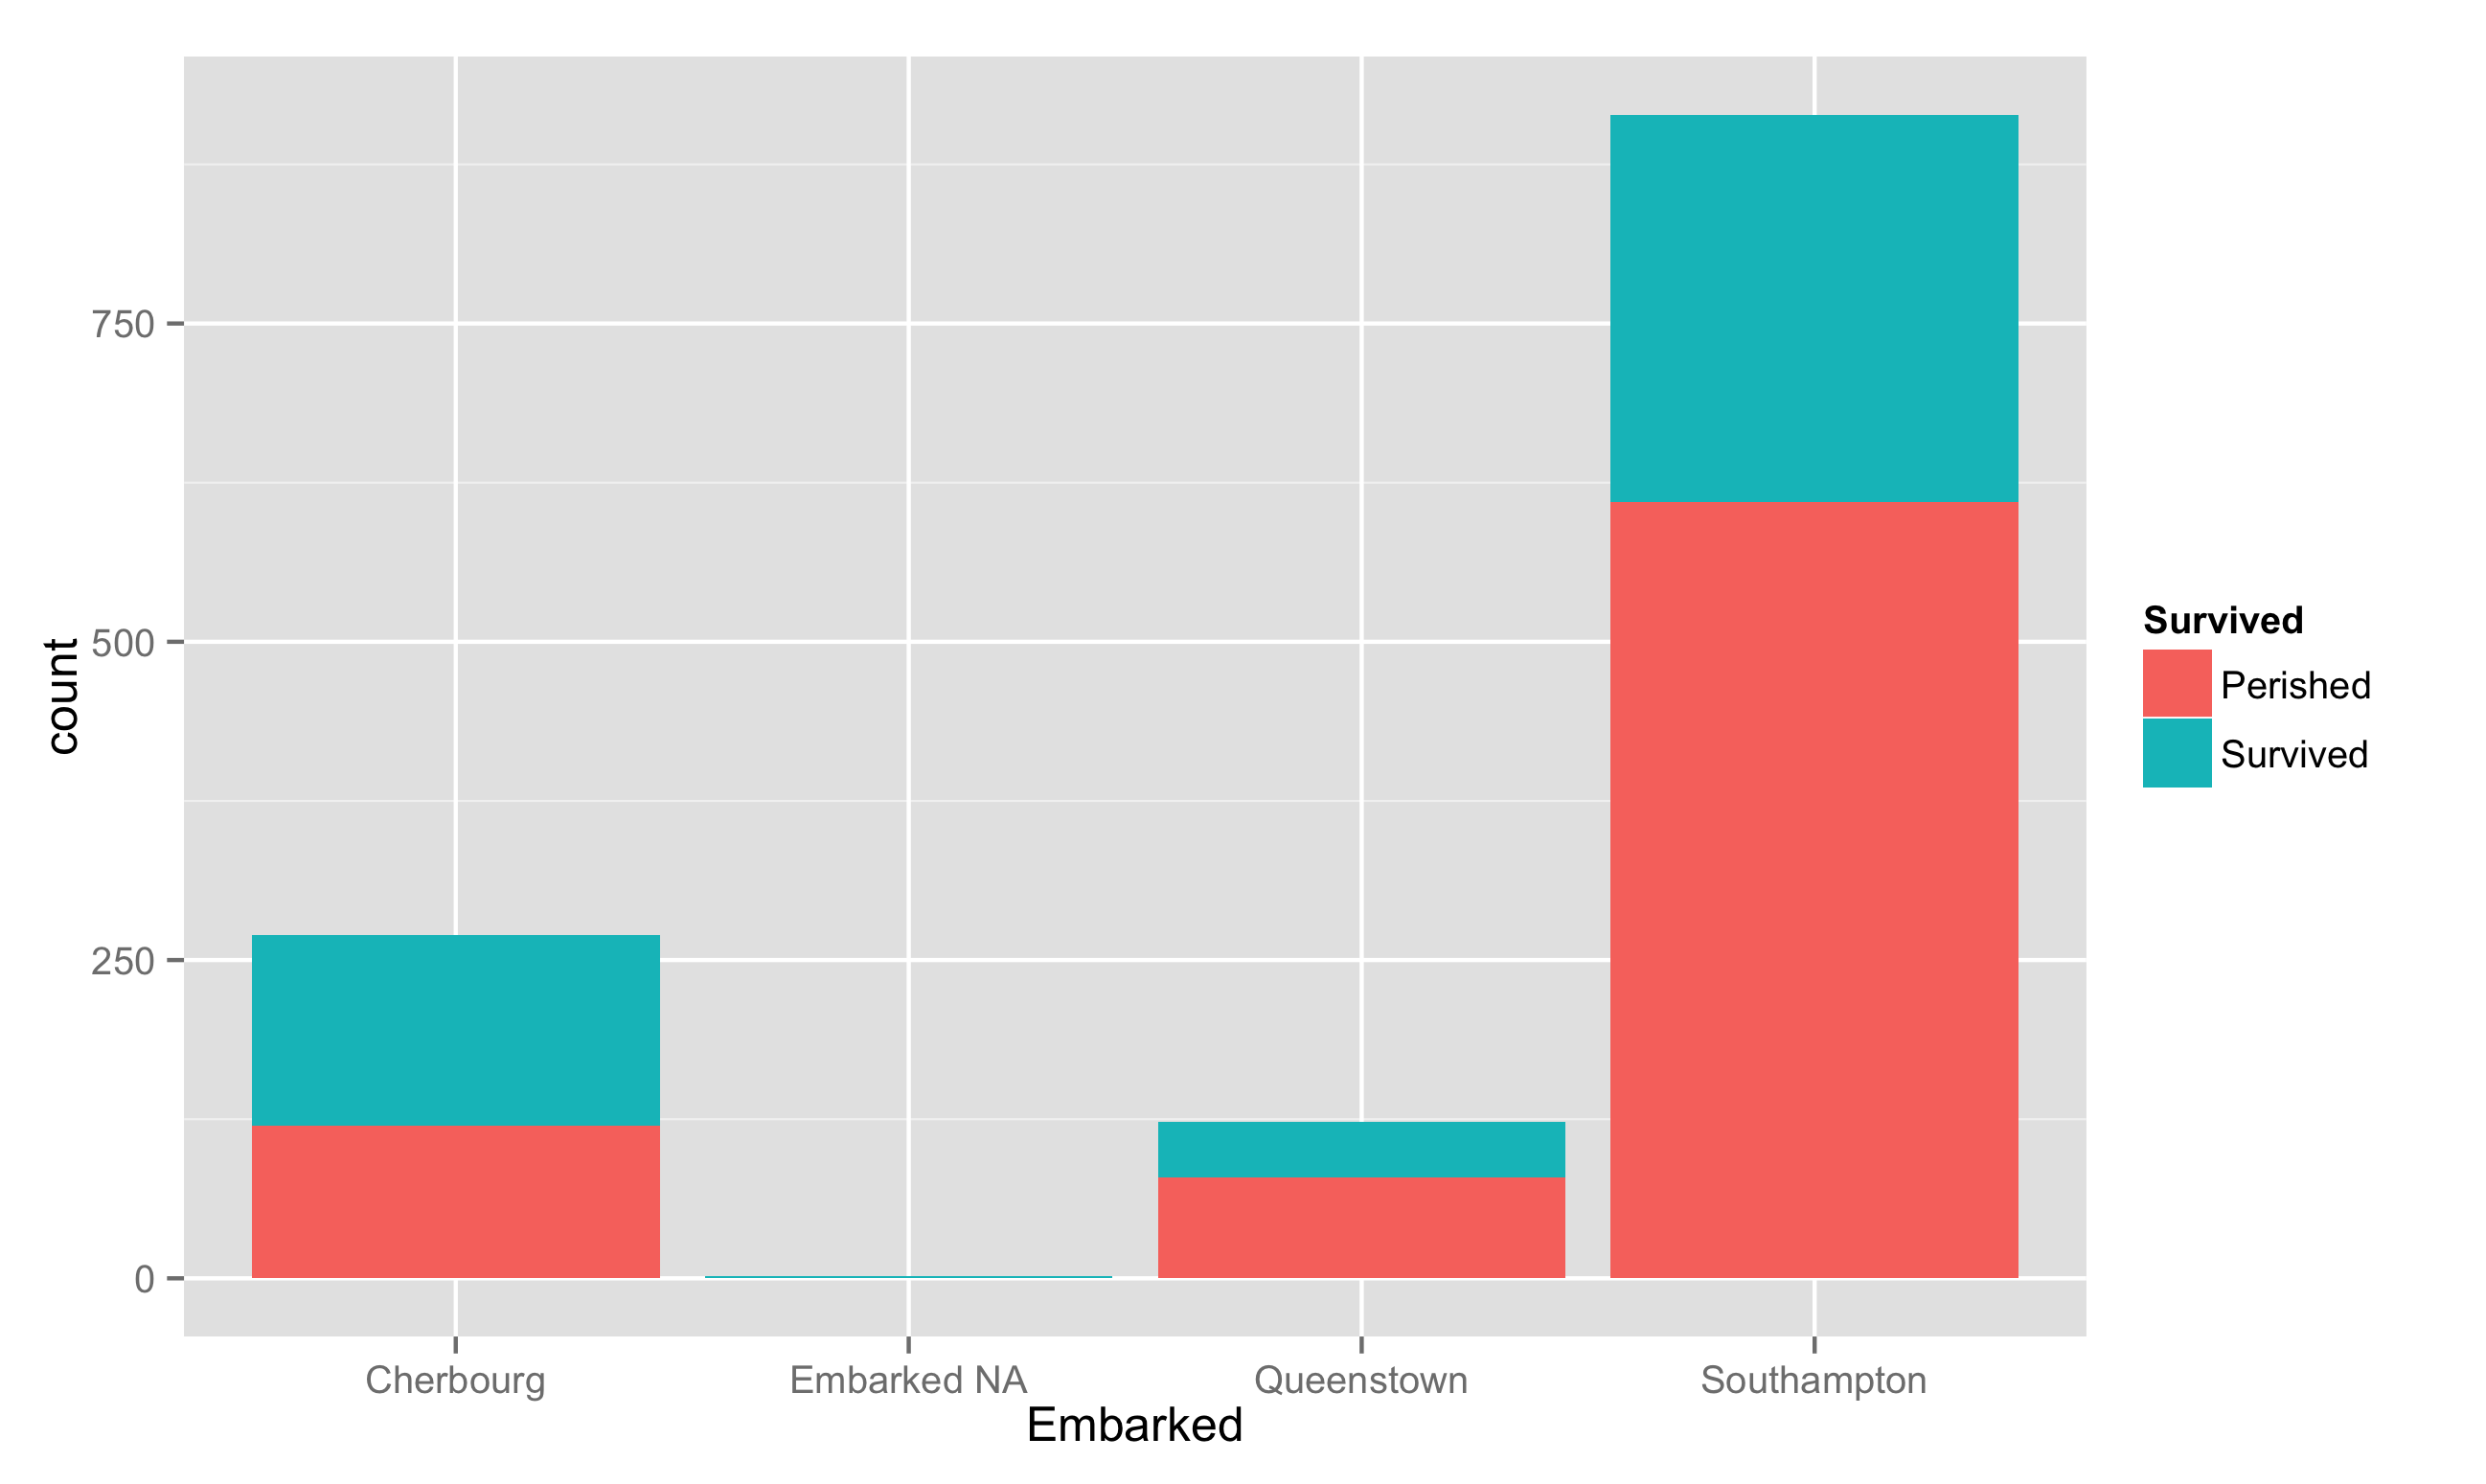 count
750
500
250
0
Cherbourg
Embarked NA
Queenstown
Southampton
Embarked
Survived
Perished
Survived